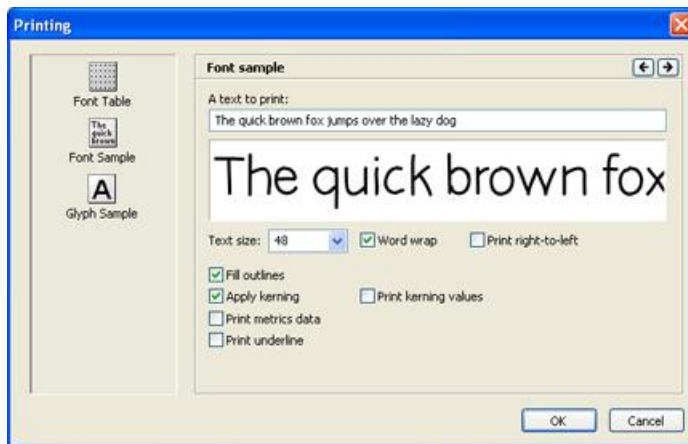 Printing
Font Table
The quick brown
Font Sample
A
Glyph Sample
Font sample
A text to print:
The quick brown fox jumps over the lazy dog
The quick brown fox
Text size: 48 Word wrap Print right-to-left
Fill outlines
Apply kerning Print kerning values
Print metrics data
Print underline
OK Cancel